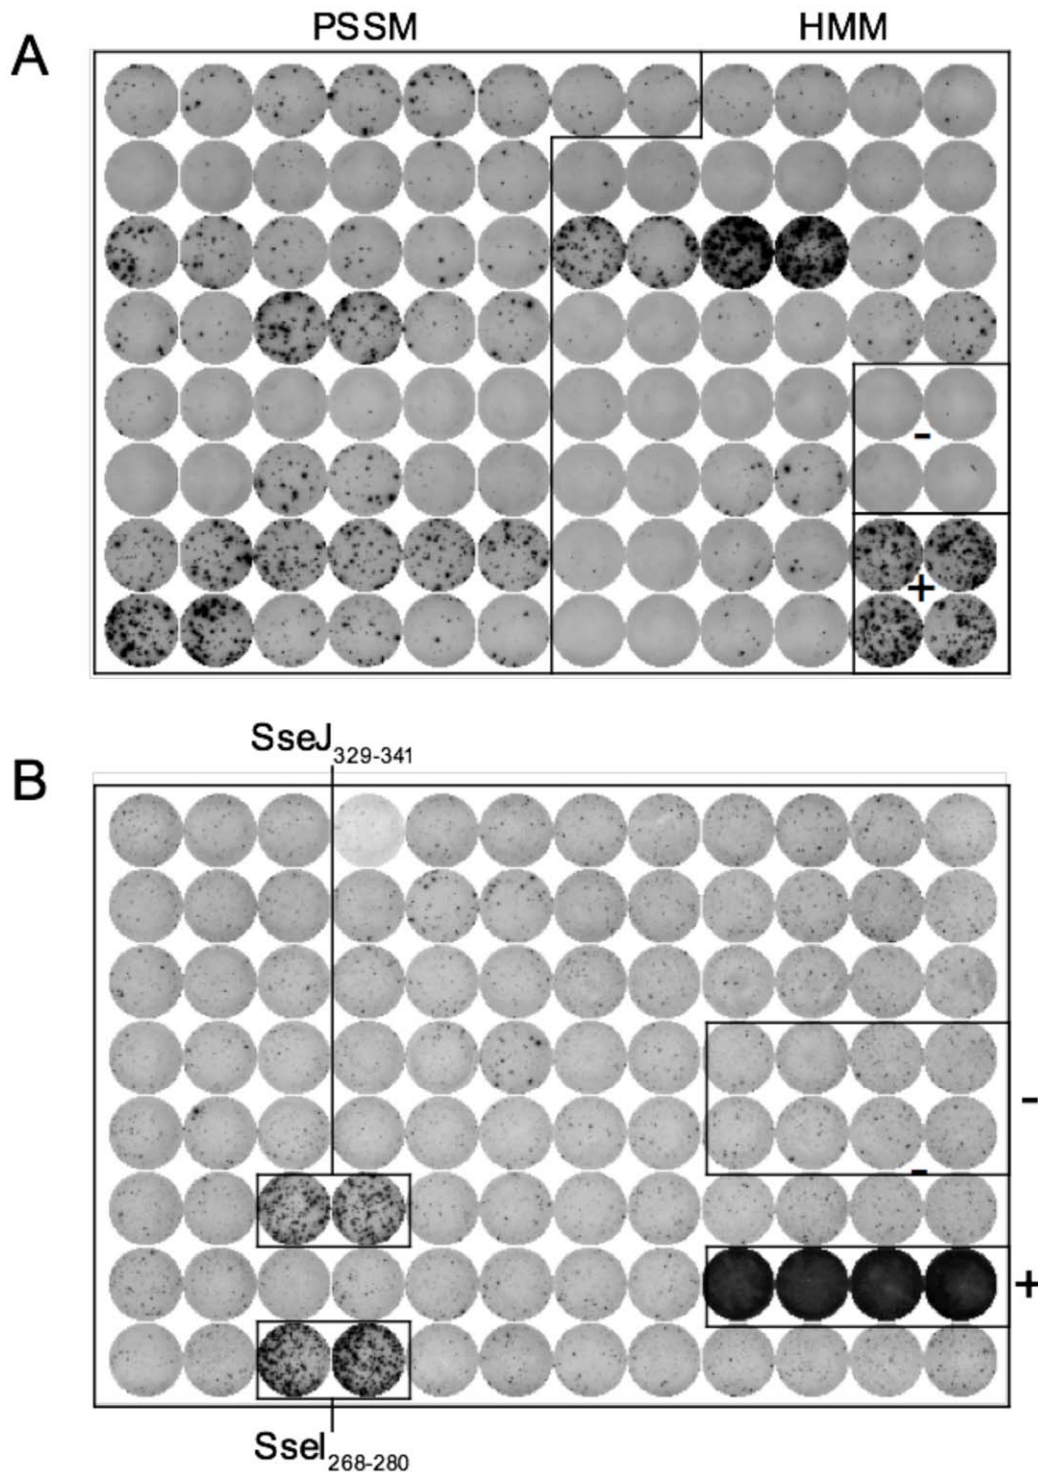 A
PSSM HMM
-
+
B
SseJ329-341
-
-
+
SseI268-280